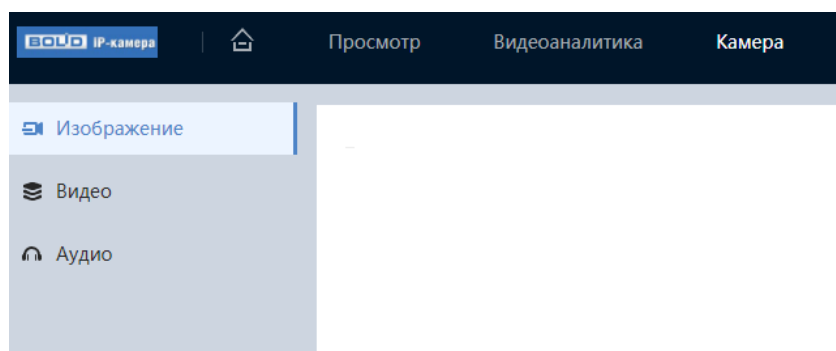 BOLID IP-камера Просмотр Видеоаналитика Камера
Изображение
Видео
Аудио